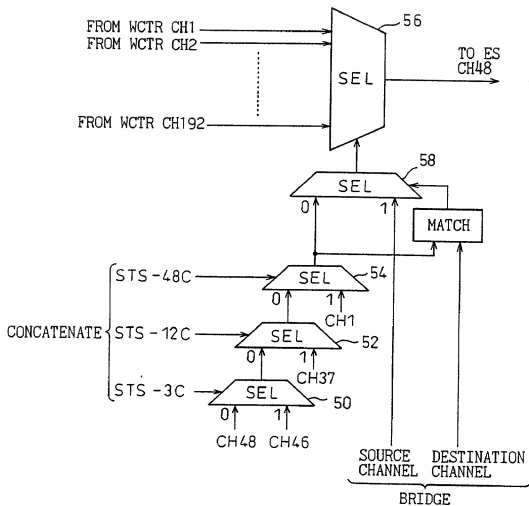 FROM WCTR CH1
FROM WCTR CH2
FROM WCTR CH192
SEL
56
TO ES
CH48
SEL
58
0
1
MATCH
STS-48C
SEL
54
0
1
CH1
CONCATENATE
STS-12C
SEL
52
0
1
CH37
STS-3C
SEL
50
0
1
CH48
CH46
SOURCE
CHANNEL
DESTINATION
CHANNEL
BRIDGE